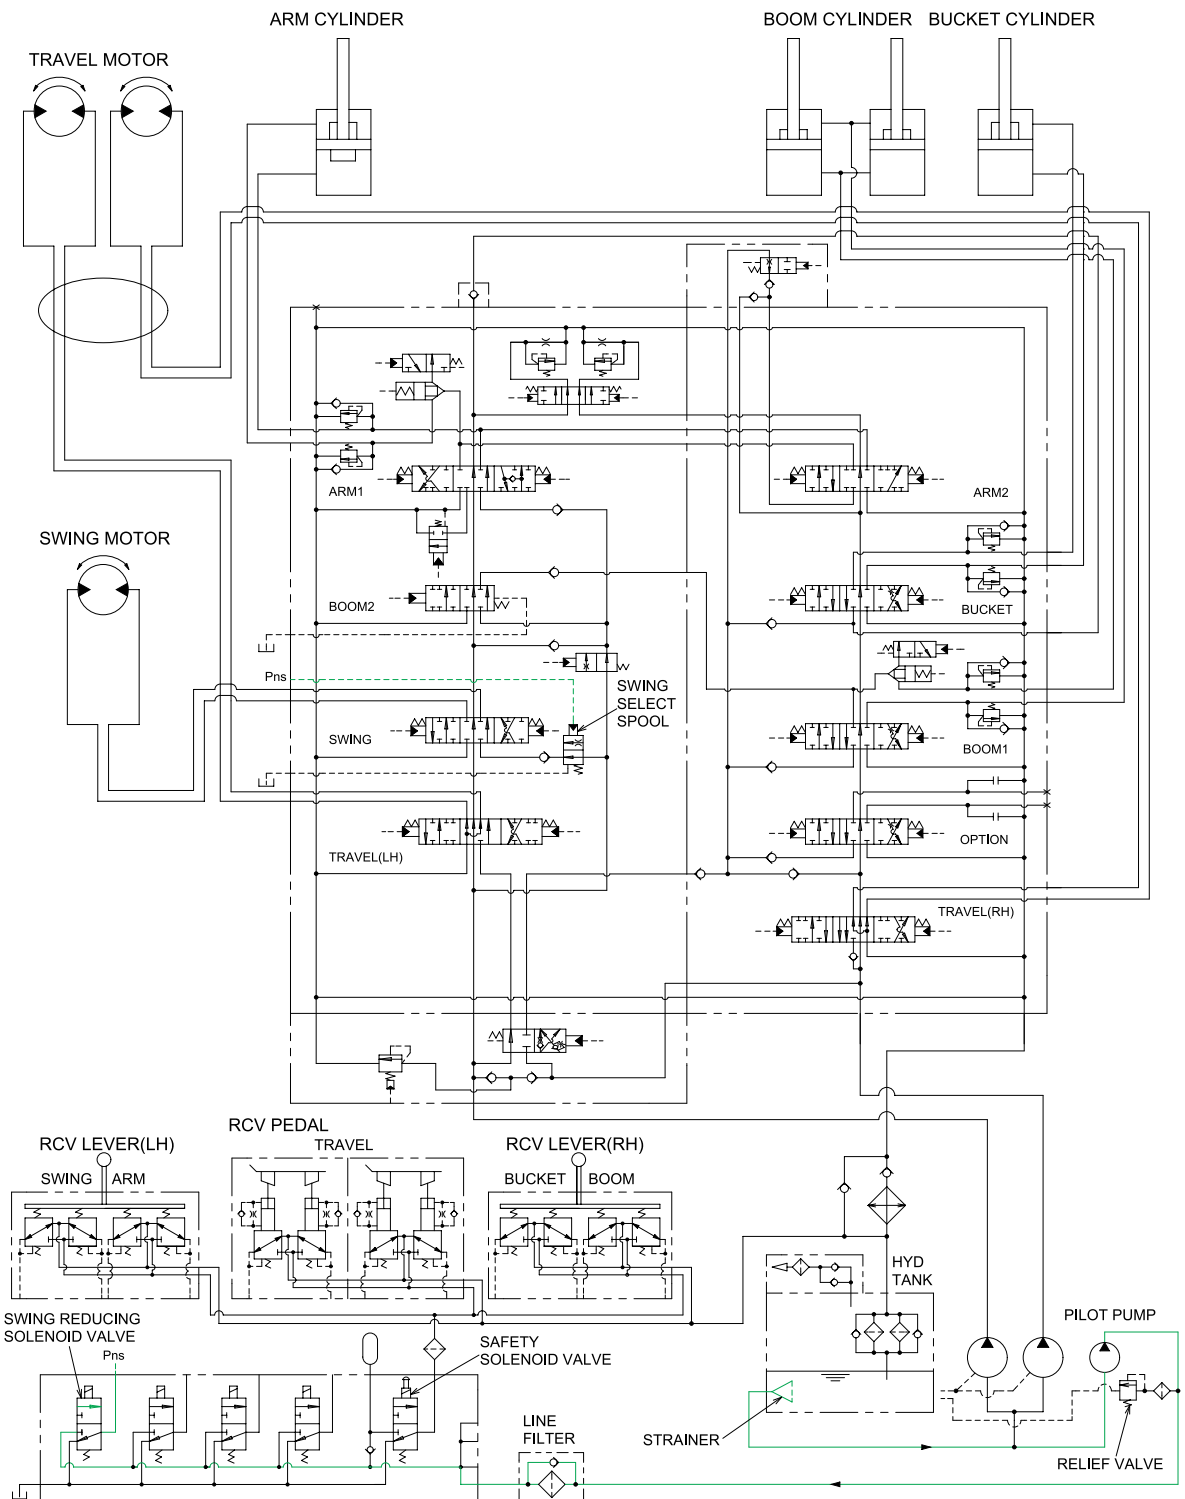 ARM CYLINDER
BOOM CYLINDER
BUCKET CYLINDER
TRAVEL MOTOR
ARM1
ARM2
SWING MOTOR
BOOM2
BUCKET
Pns
SWING
SELECT
SPOOL
SWING
BOOM1
OPTION
TRAVEL(LH)
TRAVEL(RH)
RCV LEVER(LH)
SWING
ARM
RCV PEDAL
TRAVEL
RCV LEVER(RH)
BUCKET
BOOM
HYD
TANK
PILOT PUMP
SWING REDUCING
SOLENOID VALVE
Pns
SAFETY
SOLENOID VALVE
LINE
FILTER
STRAINER
RELIEF VALVE